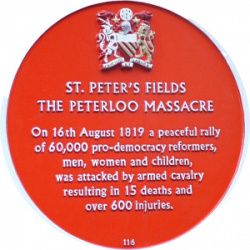 ST. PETER'S FIELDS
THE PETERLOO MASSACRE
On 16th August 1819 a peaceful rally
of 60,000 pro-democracy reformers,
men, women and children,
was attacked by armed cavalry
resulting in 15 deaths and
over 600 injuries.
116